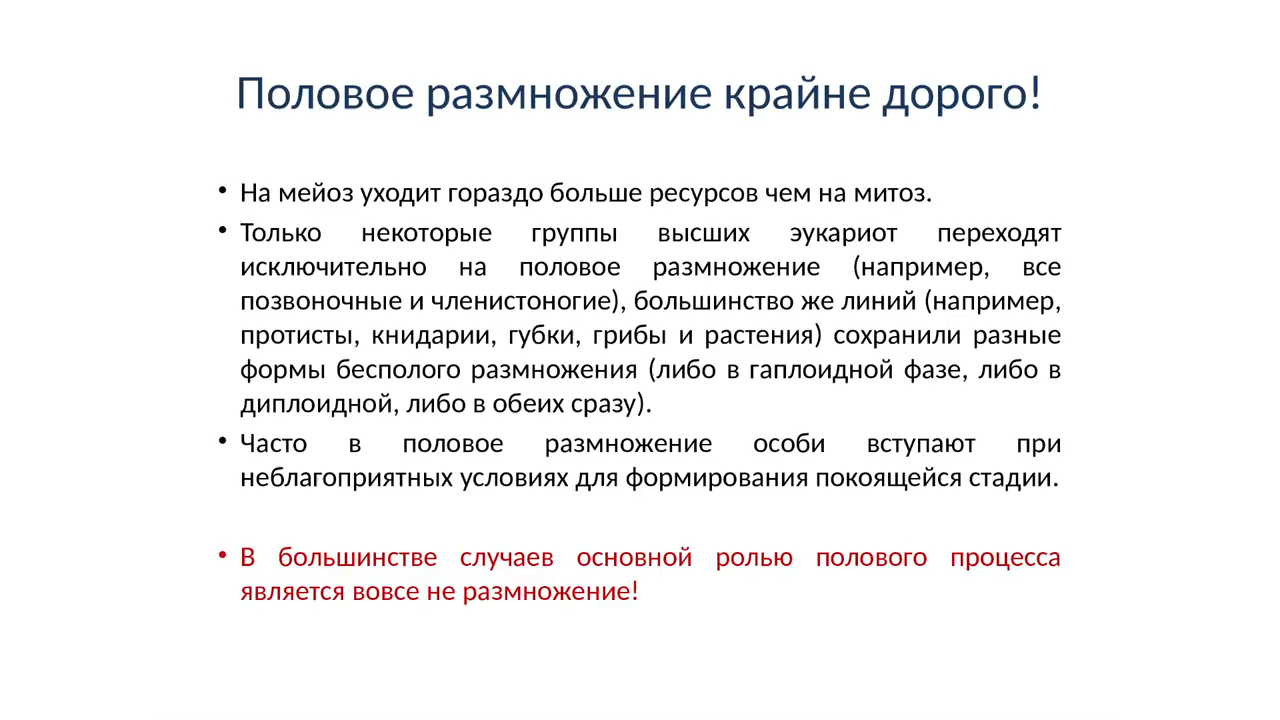 Половое размножение крайне дорого!
• На мейоз уходит гораздо больше ресурсов чем на митоз.
• Только некоторые группы высших эукариот переходят
исключительно на половое размножение (например, все
позвоночные и членистоногие), большинство же линий (например,
протисты, книдарии, губки, грибы и растения) сохранили разные
формы бесполого размножения (либо в гаплоидной фазе, либо в
диплоидной, либо в обеих сразу).
• Часто в половое размножение особи вступают при
неблагоприятных условиях для формирования покоящейся стадии.
• В большинстве случаев основной ролью полового процесса
является вовсе не размножение!